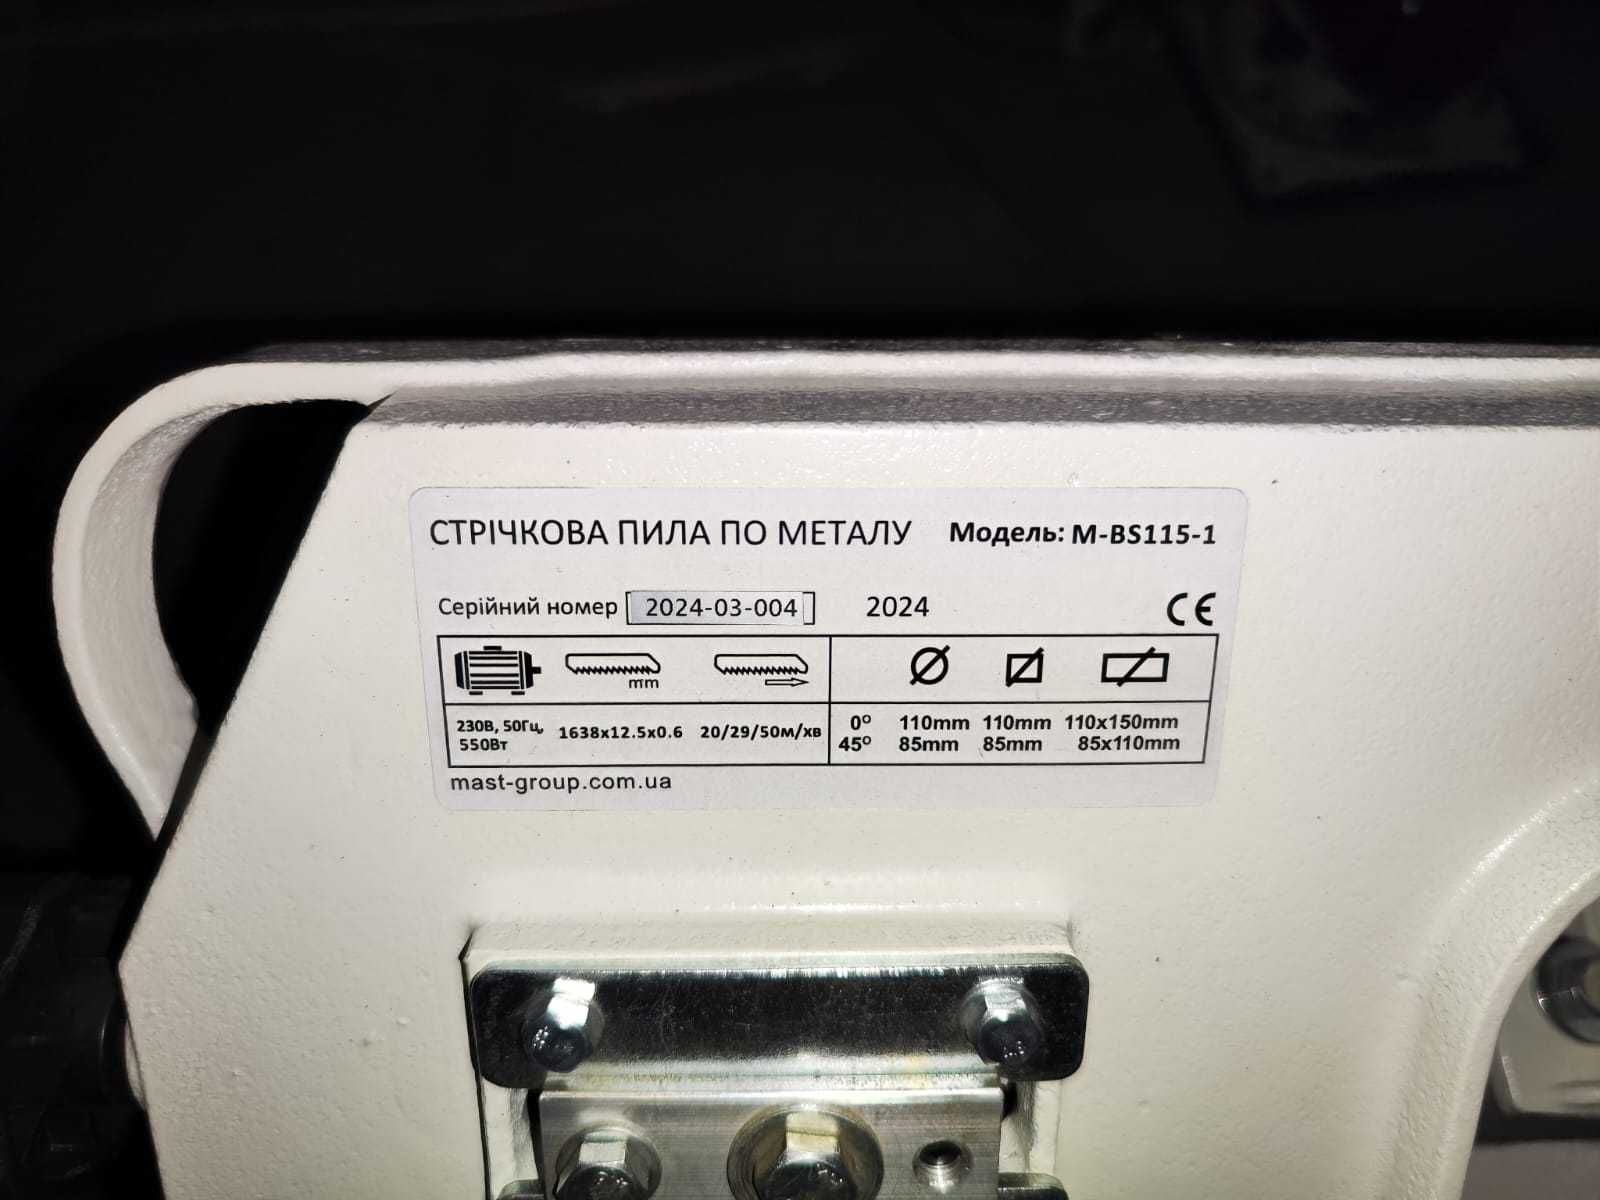 СТРІЧКОВА ПИЛА ПО МЕТАЛУ Модель: M-BS115-1
Серійний номер 2024-03-004 2024 CE
mm
230В, 50Гц, 1638x12.5x0.6 20/29/50м/хв 0° 110mm 110mm 110x150mm
550Вт 45° 85mm 85mm 85x110mm
mast-group.com.ua